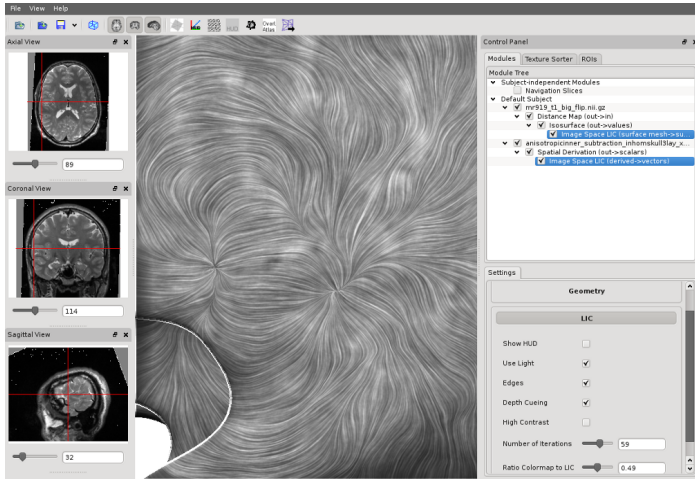 File View Help
HUD
Ovarl
Atlas
Axial View
89
Coronal View
114
Sagittal View
32
Control Panel
Modules Texture Sorter ROIs
Module Tree
Subject-independent Modules
Navigation Slices
Default Subject
mr919_t1_big_flip.nii.gz
Distance Map (out->in)
Isosurface (out->values)
Image Space LIC (surface mesh->su...
anisotropicinner_subtraction_inhomskull3lay_x...
Spatial Derivation (out->scalars)
Image Space LIC (derived->vectors)
Settings
Geometry
LIC
Show HUD
Use Light
Edges
Depth Cueing
High Contrast
Number of Iterations 59
Ratio Colormap to LIC 0.49